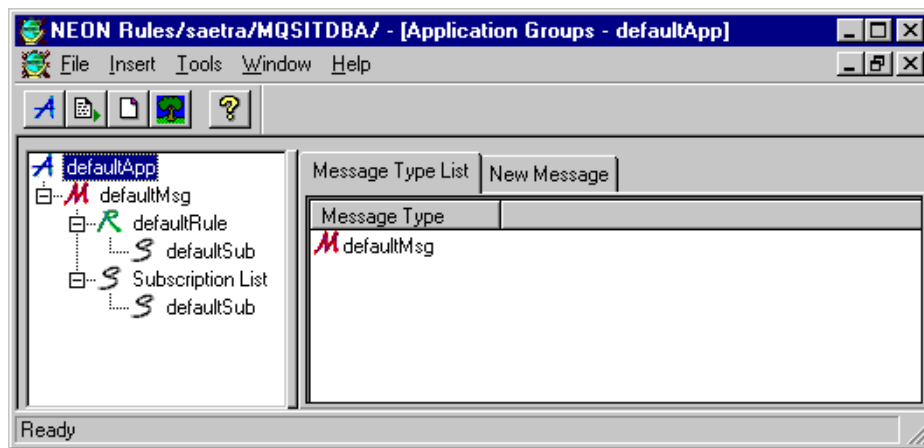 NEON Rules/saetra/MQSITDBA/ - [Application Groups - defaultApp]
File Insert Tools Window Help
defaultApp
defaultMsg
defaultRule
defaultSub
Subscription List
defaultSub
Message Type List New Message
Message Type
defaultMsg
Ready